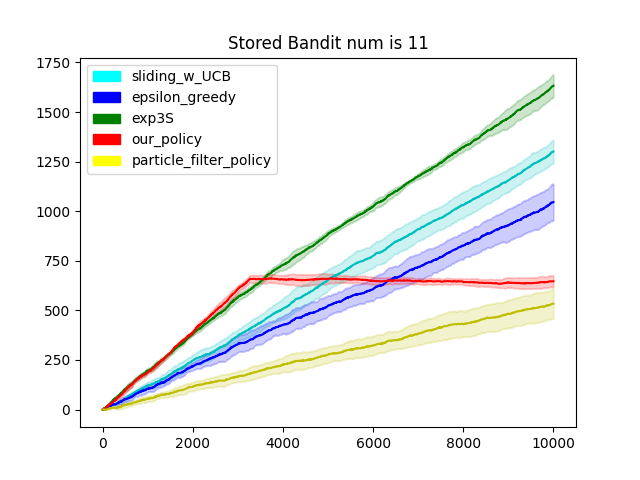 Stored Bandit num is 11
1750
1500
1250
1000
750
500
250
0
sliding_w_UCB
epsilon_greedy
exp3S
our_policy
particle_filter_policy
0 2000 4000 6000 8000 10000